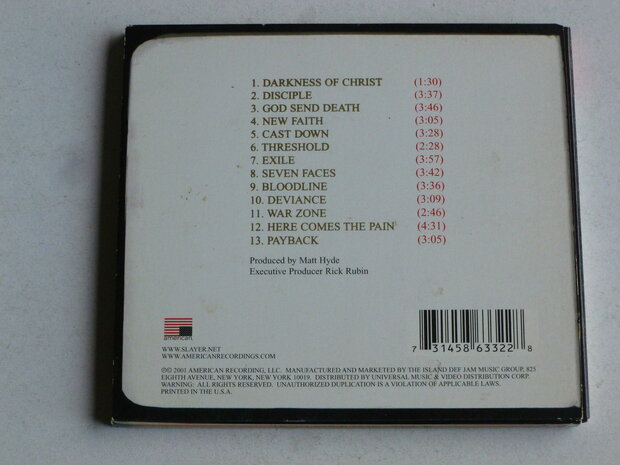 1. DARKNESS OF CHRIST (1:30)
2. DISCIPLE (3:37)
3. GOD SEND DEATH (3:46)
4. NEW FAITH (3:05)
5. CAST DOWN (3:28)
6. THRESHOLD (2:28)
7. EXILE (3:57)
8. SEVEN FACES (3:42)
9. BLOODLINE (3:36)
10. DEVIANCE (3:09)
11. WAR ZONE (2:46)
12. HERE COMES THE PAIN (4:31)
13. PAYBACK (3:05)
Produced by Matt Hyde
Executive Producer Rick Rubin
american.
WWW.SLAYER.NET
WWW.AMERICANRECORDINGS.COM
7 31458 63322 8
℗© 2001 AMERICAN RECORDING, LLC. MANUFACTURED AND MARKETED BY THE ISLAND DEF JAM MUSIC GROUP, 825
EIGHTH AVENUE, NEW YORK, NEW YORK 10019. DISTRIBUTED BY UNIVERSAL MUSIC & VIDEO DISTRIBUTION CORP.
WARNING: ALL RIGHTS RESERVED. UNAUTHORIZED DUPLICATION IS A VIOLATION OF APPLICABLE LAWS.
PRINTED IN THE U.S.A.